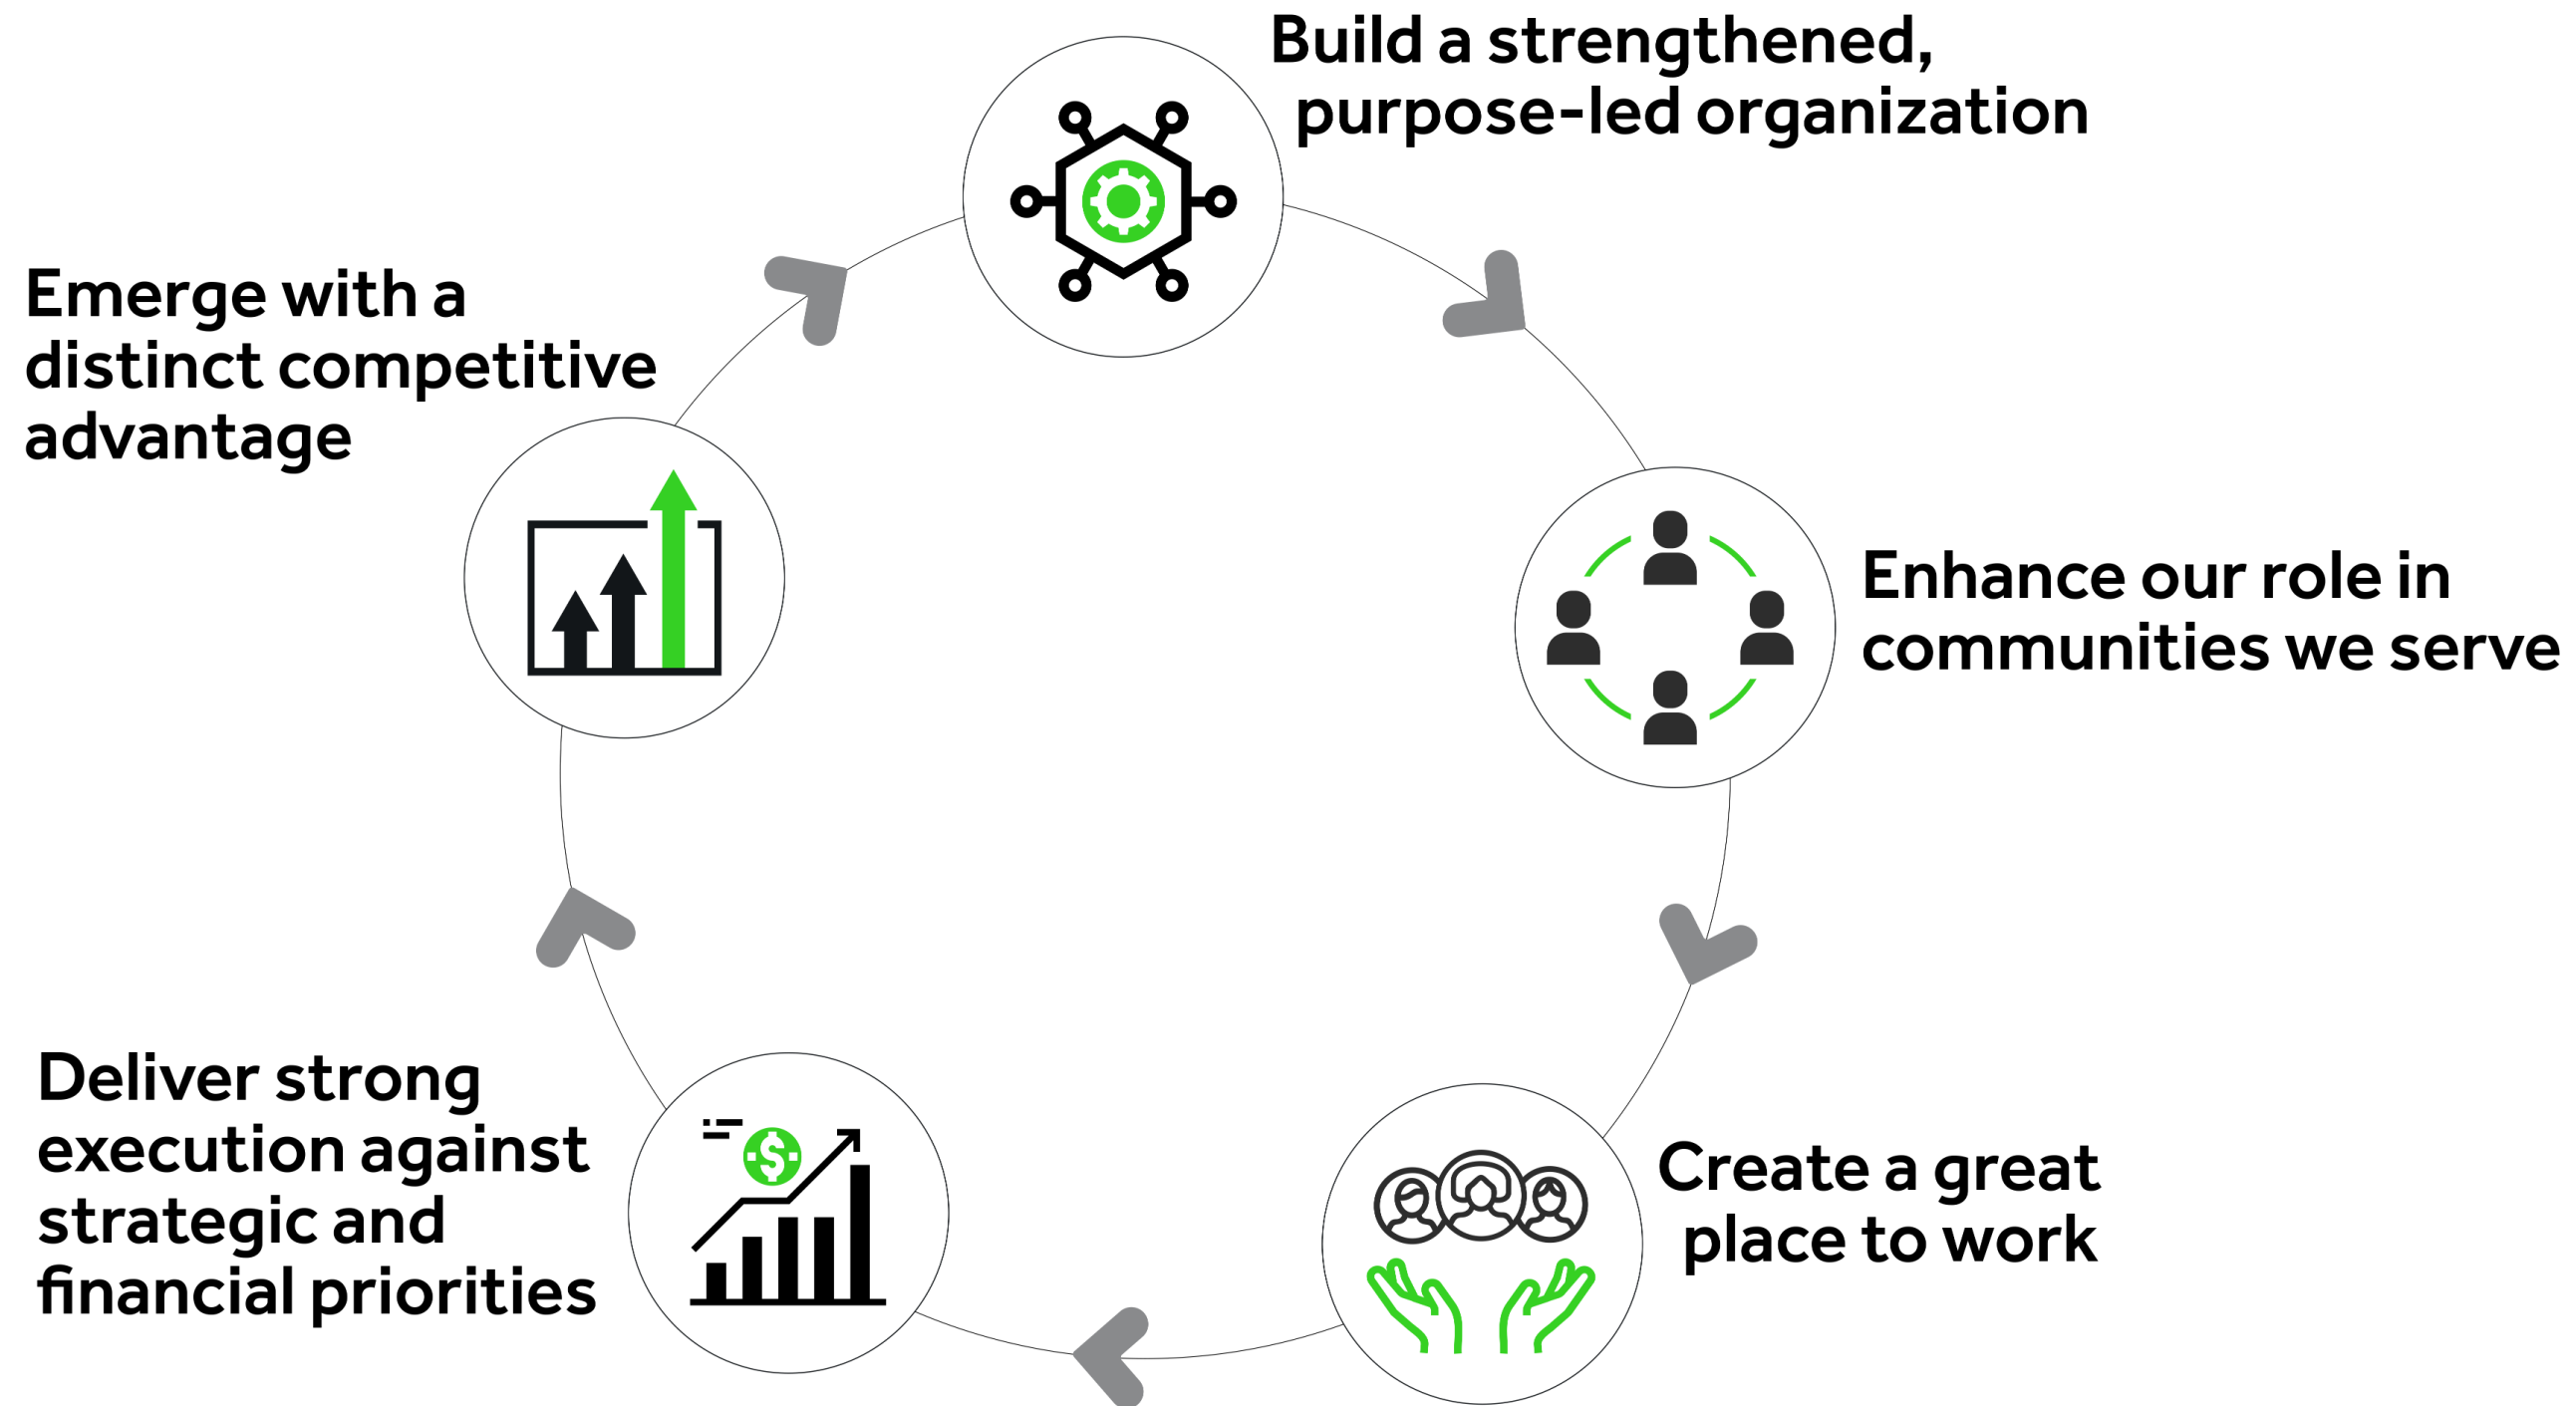 Build a strengthened,
purpose-led organization
Enhance our role in
communities we serve
Create a great
place to work
Deliver strong
execution against
strategic and
financial priorities
Emerge with a
distinct competitive
advantage
$